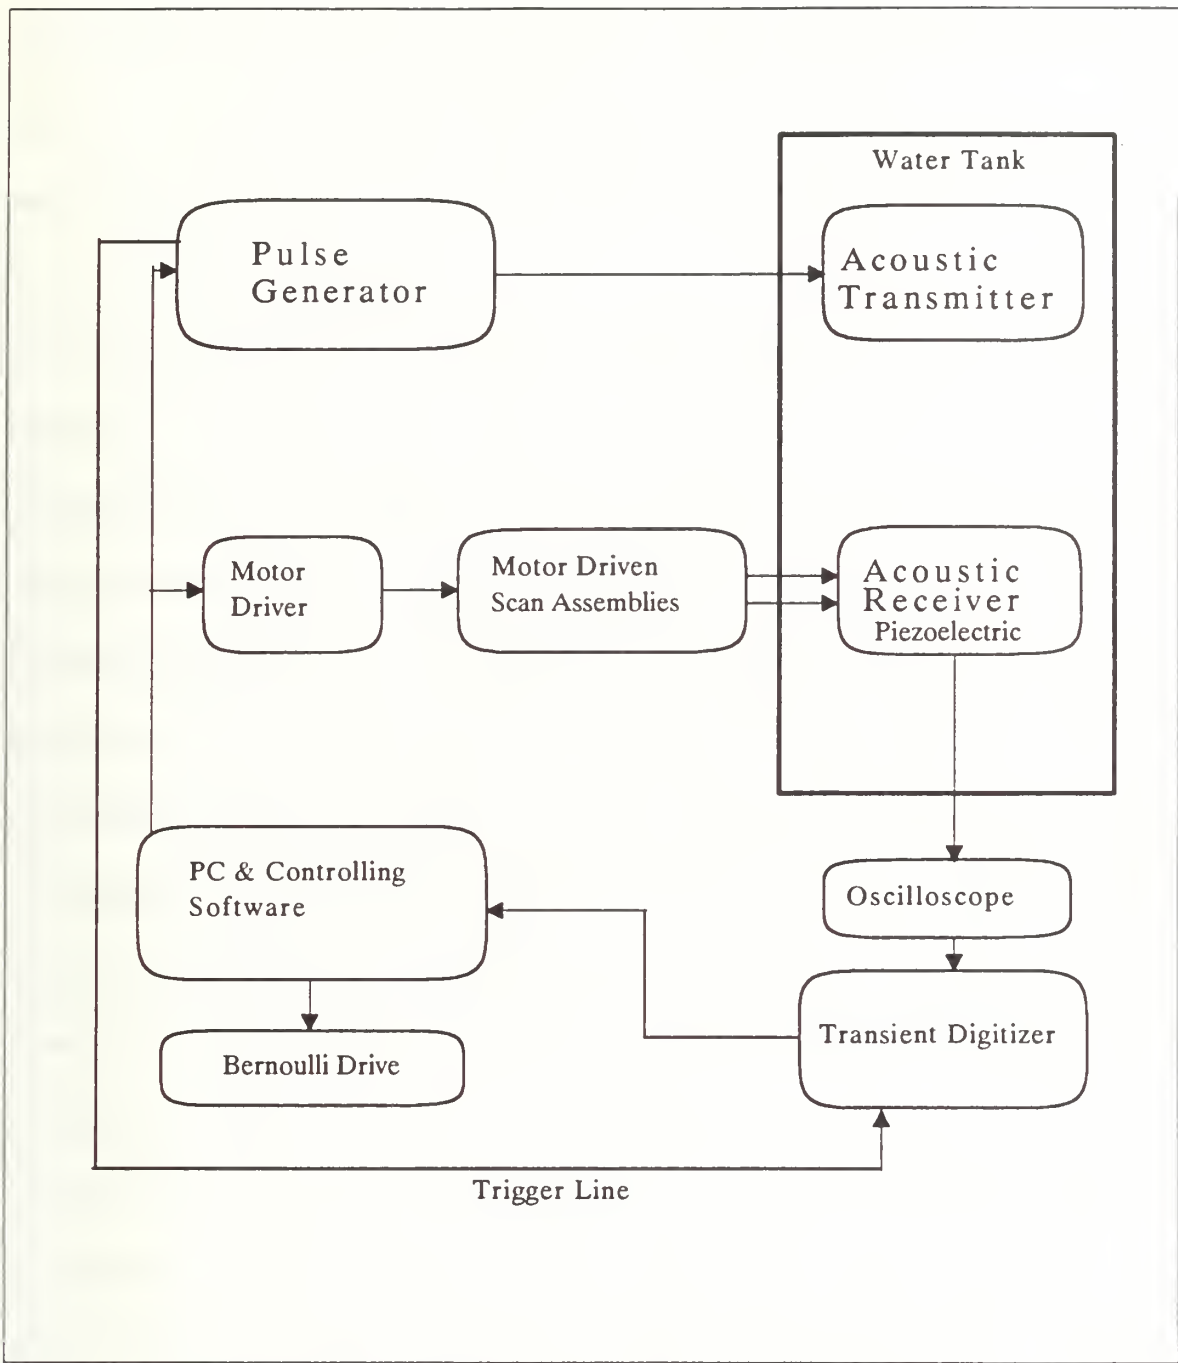 Water Tank
Pulse
Generator
Acoustic
Transmitter
Motor
Driver
Motor Driven
Scan Assemblies
Acoustic
Receiver
Piezoelectric
PC & Controlling
Software
Oscilloscope
Transient Digitizer
Bernoulli Drive
Trigger Line